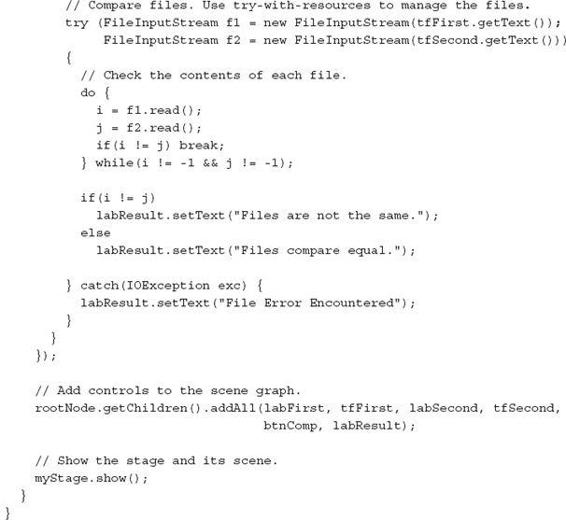 // Compare files. Use try-with-resources to manage the files.
try (FileInputStream f1 = new FileInputStream(tfFirst.getText());
FileInputStream f2 = new FileInputStream(tfSecond.getText()))
{
// Check the contents of each file.
do {
i = f1.read();
j = f2.read();
if(i != j) break;
} while(i != -1 && j != -1);
if(i != j)
labResult.setText("Files are not the same.");
else
labResult.setText("Files compare equal.");
} catch(IOException exc) {
labResult.setText("File Error Encountered");
}
}
});
// Add controls to the scene graph.
rootNode.getChildren().addAll(labFirst, tfFirst, labSecond, tfSecond,
btnComp, labResult);
// Show the stage and its scene.
myStage.show();
}
}